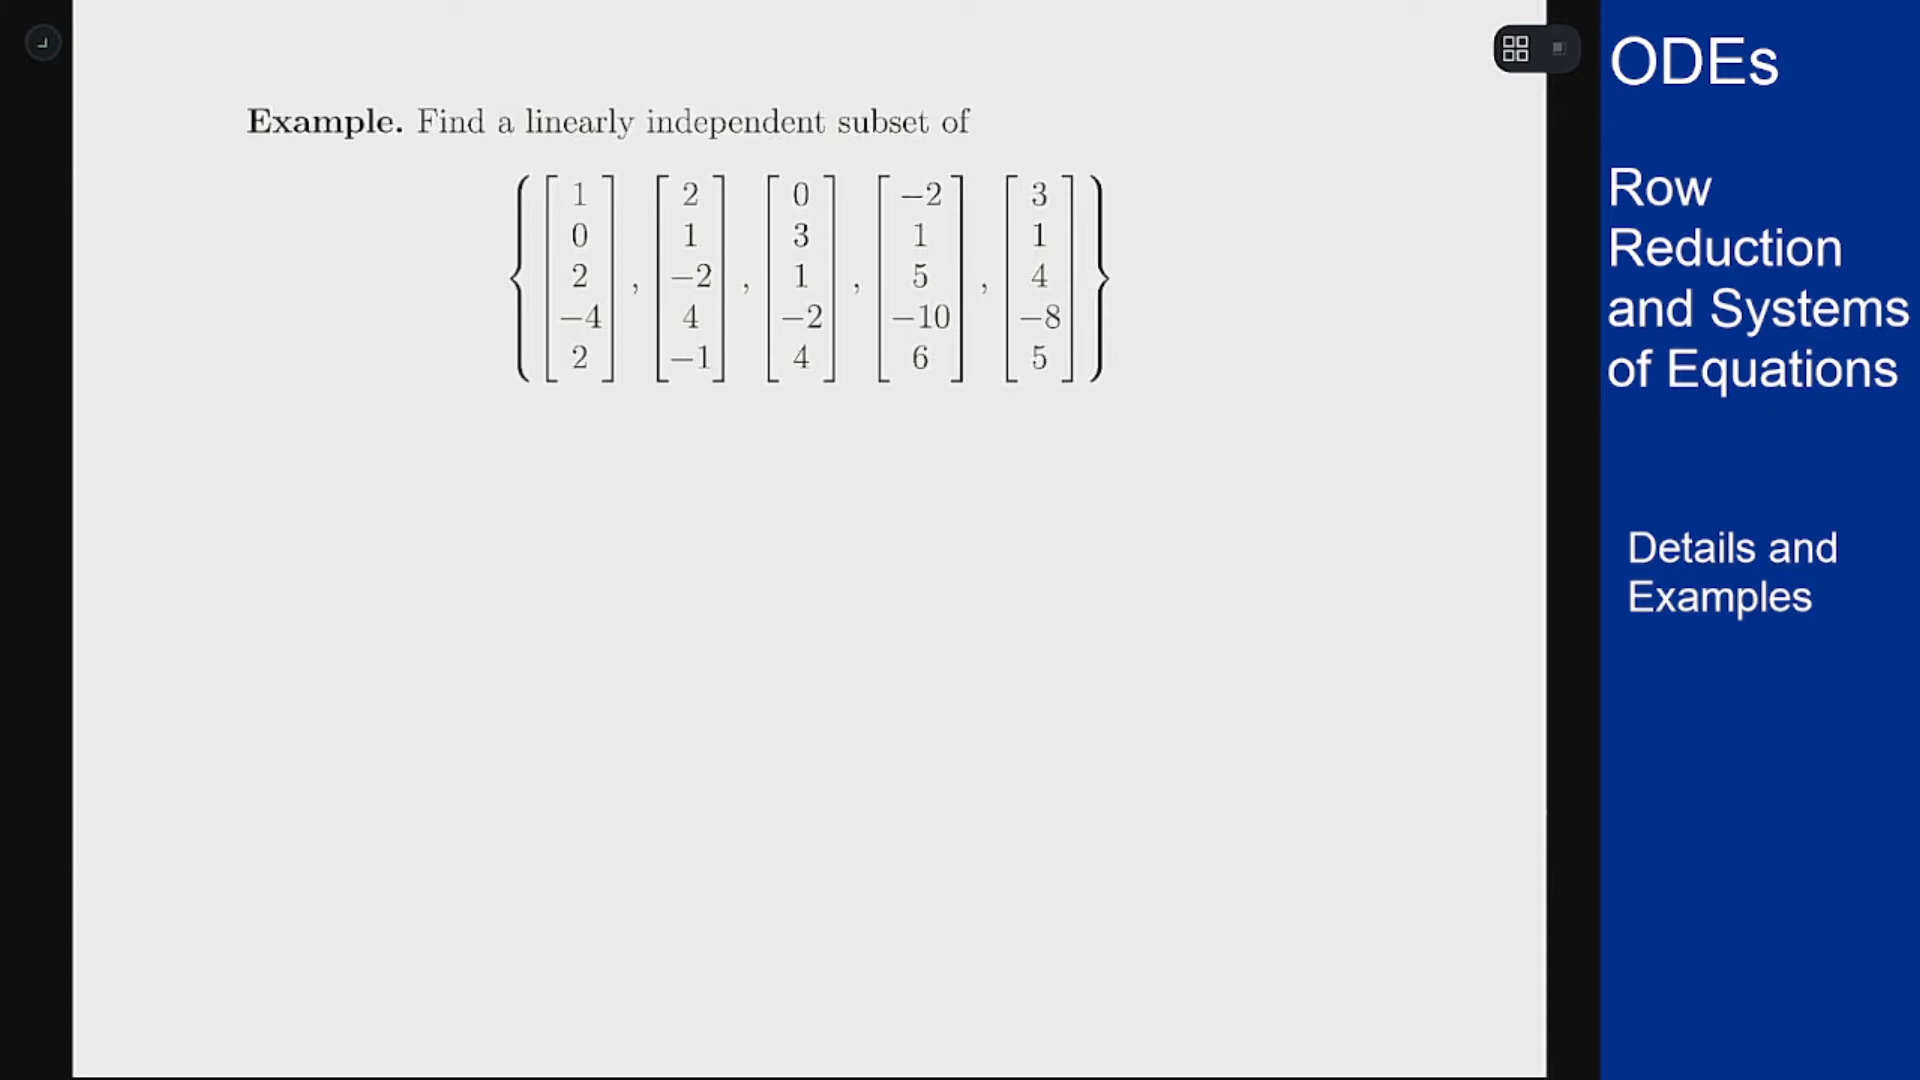 Example. Find a linearly independent subset of
{ [ 1 0 2 −4 2 ] , [ 2 1 −2 4 −1 ] , [ 0 3 1 −2 4 ] , [ −2 1 5 −10 6 ] , [ 3 1 4 −8 5 ] }
ODEs
Row
Reduction
and Systems
of Equations
Details and
Examples